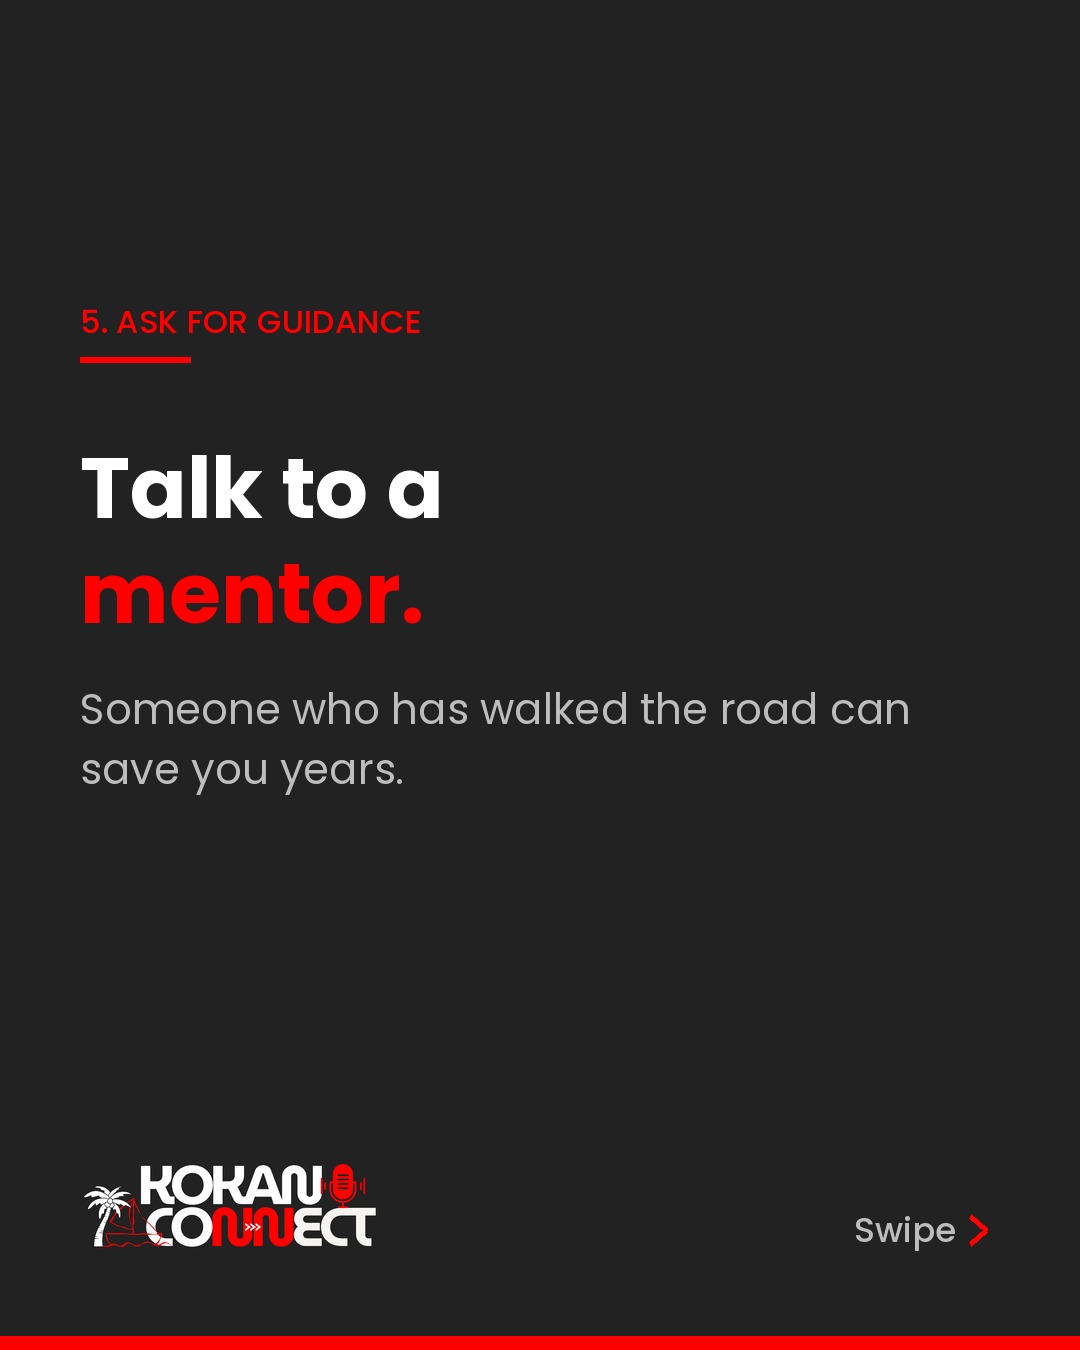 5. ASK FOR GUIDANCE
Talk to a
mentor.
Someone who has walked the road can
save you years.
KOKAN
CONNECT
Swipe